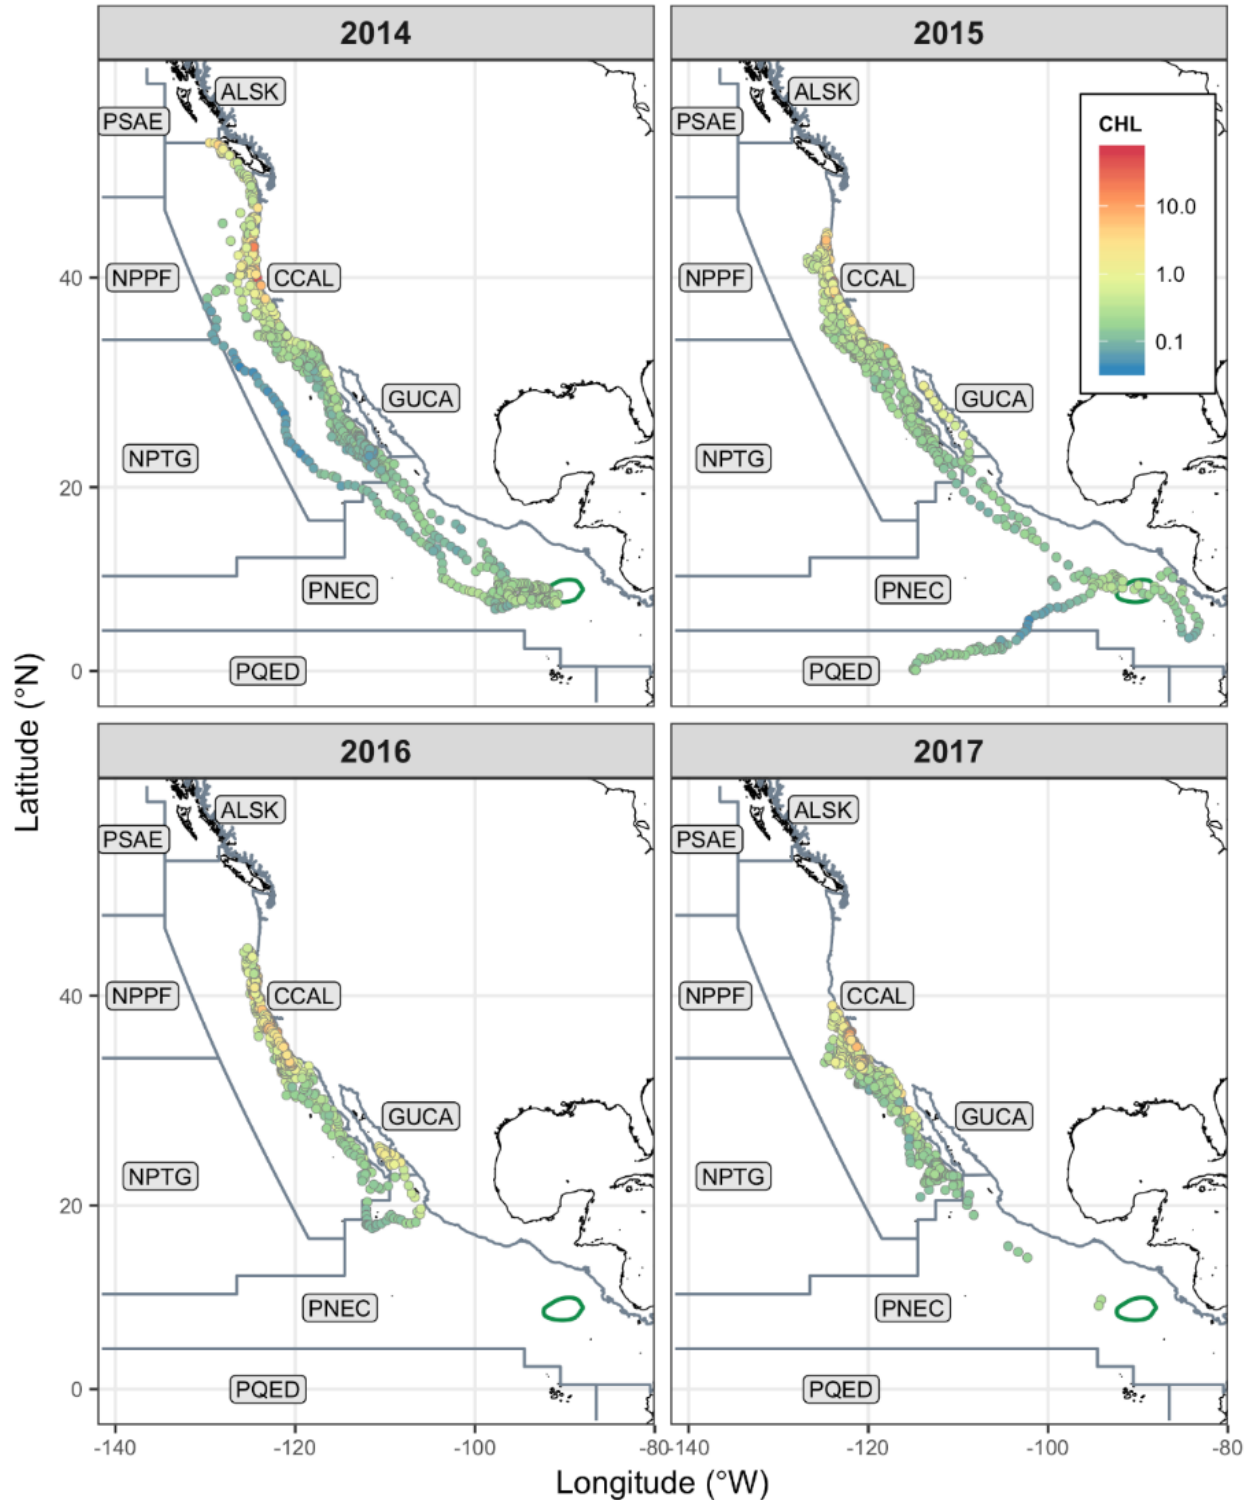 2014
2015
ALSK
PSAE
NPPF
CCAL
GUCA
NPTG
PNEC
PQED
40
20
0
ALSK
PSAE
NPPF
CCAL
GUCA
NPTG
PNEC
PQED
CHL
10.0
1.0
0.1
Latitude (°N)
2016
2017
ALSK
PSAE
NPPF
CCAL
GUCA
NPTG
PNEC
PQED
40
20
0
-140
-120
-100
-80
ALSK
PSAE
NPPF
CCAL
GUCA
NPTG
PNEC
PQED
-140
-120
-100
-80
Longitude (°W)